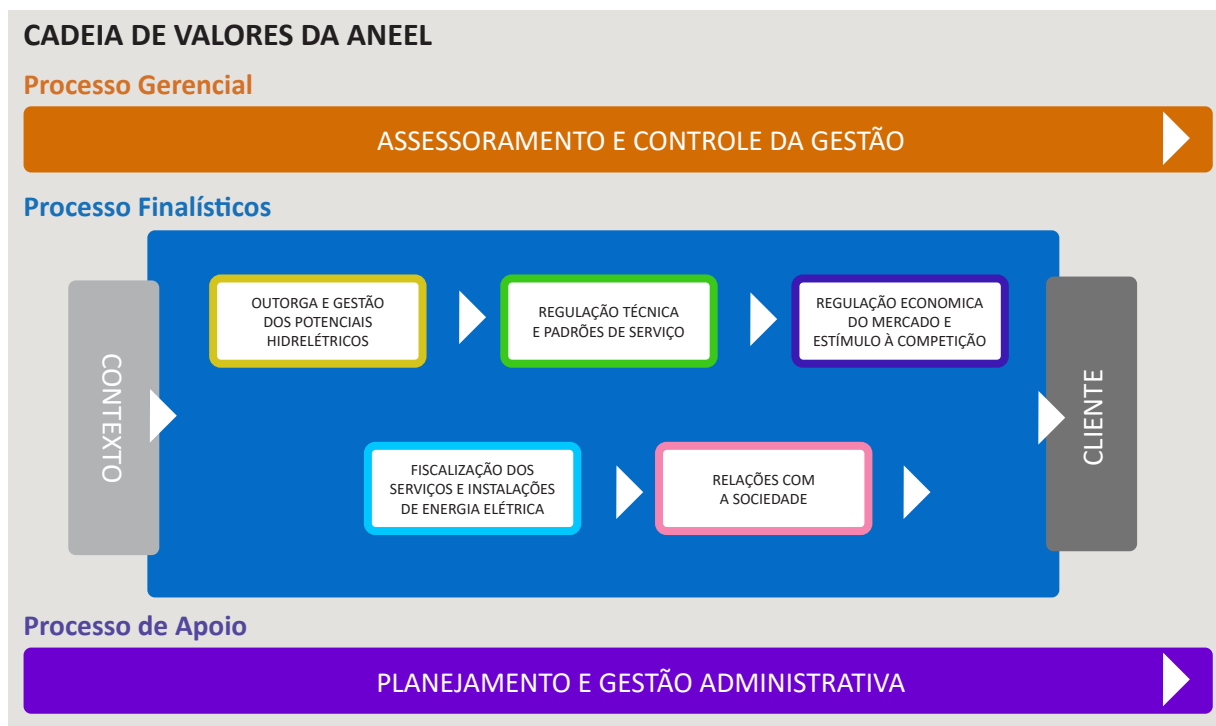 CADEIA DE VALORES DA ANEEL
Processo Gerencial
ASSESSORAMENTO E CONTROLE DA GESTÃO
Processo Finalísticos
CONTEXTO
OUTORGA E GESTÃO
DOS POTENCIAIS
HIDRELÉTRICOS
REGULAÇÃO TÉCNICA
E PADRÕES DE SERVIÇO
REGULAÇÃO ECONOMICA
DO MERCADO E
ESTÍMULO À COMPETIÇÃO
FISCALIZAÇÃO DOS
SERVIÇOS E INSTALAÇÕES
DE ENERGIA ELÉTRICA
RELAÇÕES COM
A SOCIEDADE
CLIENTE
Processo de Apoio
PLANEJAMENTO E GESTÃO ADMINISTRATIVA